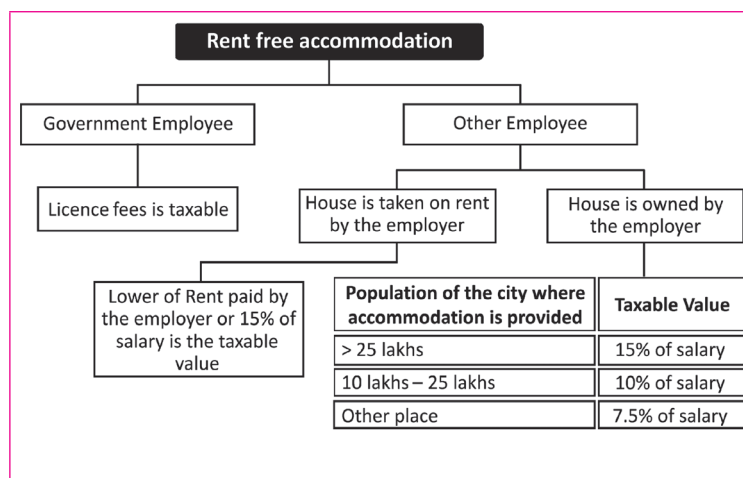 Rent free accommodation
Government Employee
Other Employee
Licence fees is taxable
House is taken on rent
by the employer
House is owned by
the employer
Lower of Rent paid by
the employer or 15% of
salary is the taxable
value
Population of the city where
accommodation is provided
Taxable Value
> 25 lakhs
15% of salary
10 lakhs – 25 lakhs
10% of salary
Other place
7.5% of salary